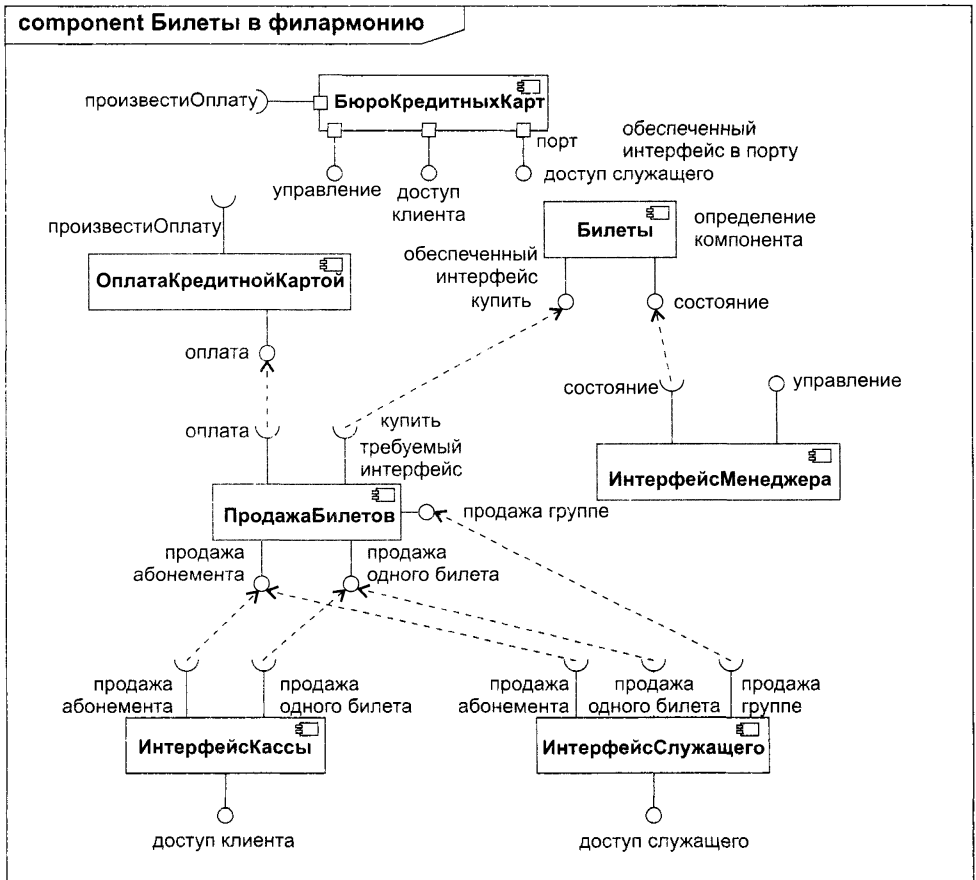 component Билеты в филармонию
произвестиОплату
БюроКредитныхКарт
порт
обеспеченный
интерфейс в порту
доступ служащего
управление
доступ
клиента
произвестиОплату
ОплатаКредитнойКартой
Билеты
определение
компонента
обеспеченный
интерфейс
купить
состояние
оплата
состояние
управление
оплата
купить
требуемый
интерфейс
ИнтерфейсМенеджера
ПродажаБилетов
продажа группе
продажа
абонемента
продажа
одного билета
продажа
абонемента
продажа
одного билета
продажа
абонемента
продажа
одного билета
продажа
группе
ИнтерфейсКассы
ИнтерфейсСлужащего
доступ клиента
доступ служащего